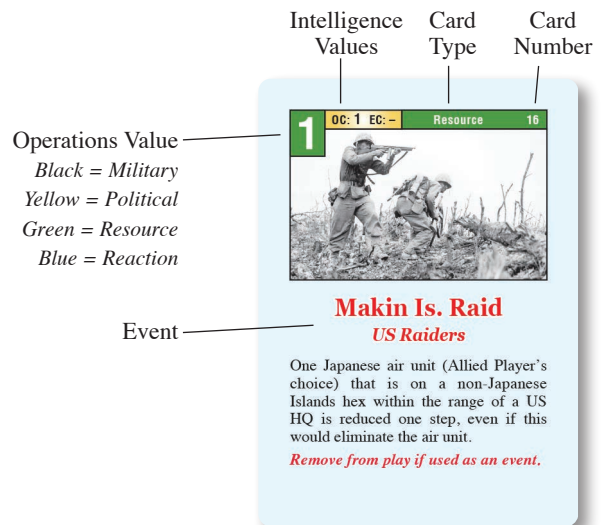 Intelligence Values
Card Type
Card Number
1
OC: 1 EC: –
Resource
16
Operations Value
Black = Military
Yellow = Political
Green = Resource
Blue = Reaction
Event
Makin Is. Raid
US Raiders
One Japanese air unit (Allied Player's
choice) that is on a non-Japanese
Islands hex within the range of a US
HQ is reduced one step, even if this
would eliminate the air unit.
Remove from play if used as an event.